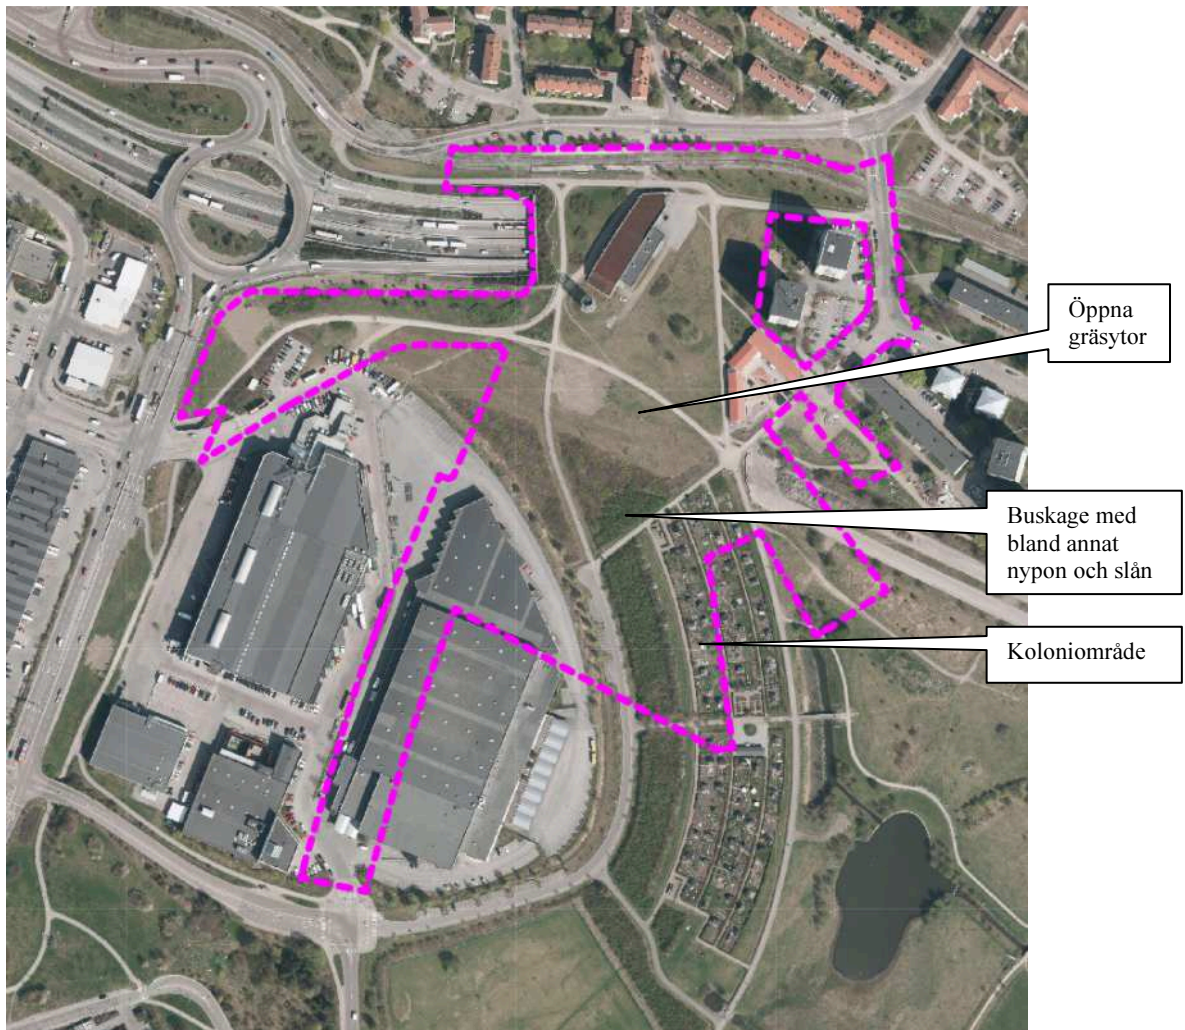 Öppna
gräsytor
Buskage med
bland annat
nypon och slån
Koloniområde